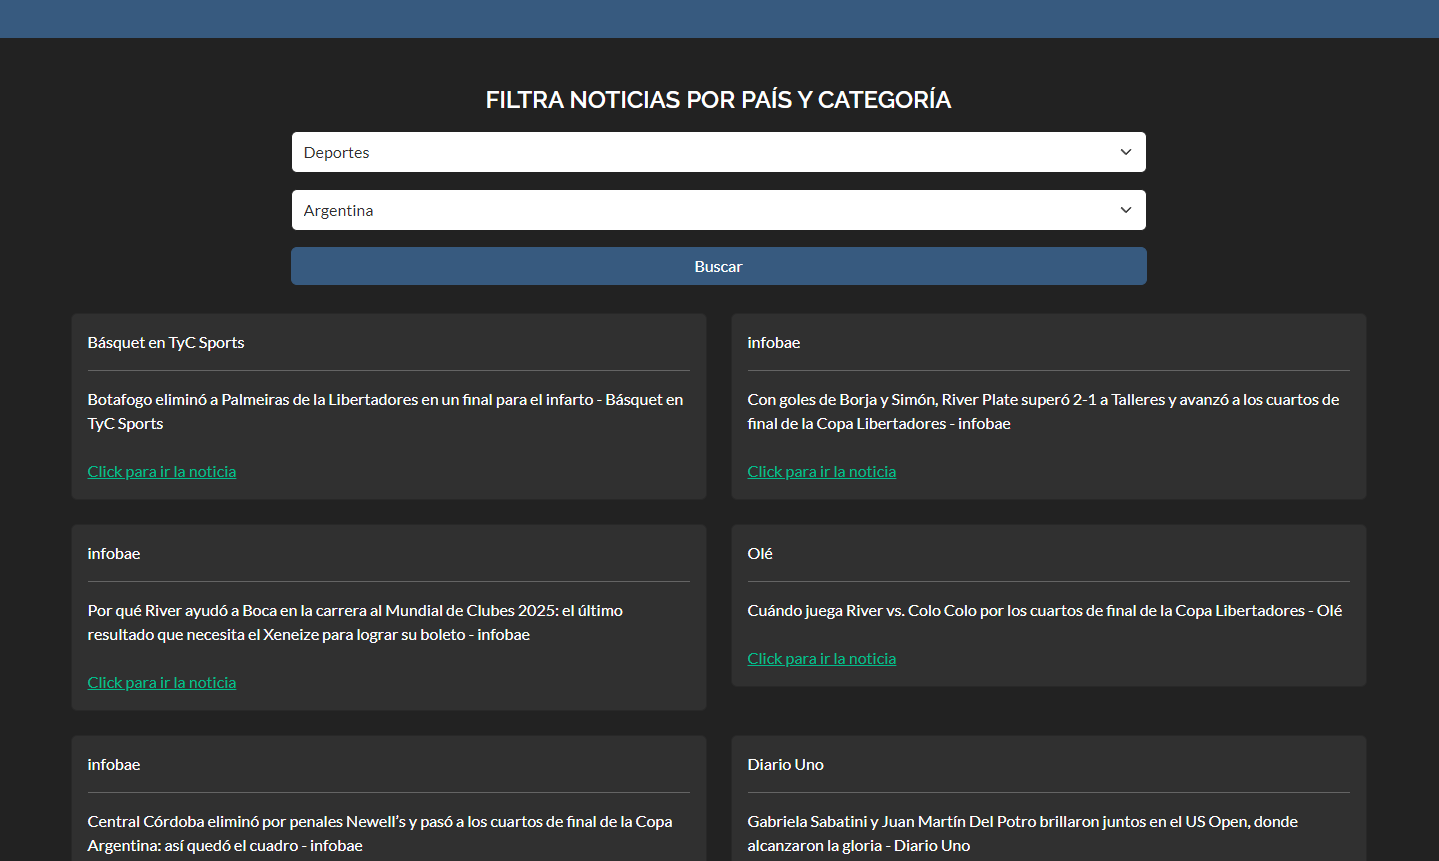 FILTRA NOTICIAS POR PAÍS Y CATEGORÍA
Deportes
Argentina
Buscar
Básquet en TyC Sports
Botafogo eliminó a Palmeiras de la Libertadores en un final para el infarto - Básquet en
TyC Sports
Click para ir la noticia
infobae
Con goles de Borja y Simón, River Plate superó 2-1 a Talleres y avanzó a los cuartos de
final de la Copa Libertadores - infobae
Click para ir la noticia
infobae
Por qué River ayudó a Boca en la carrera al Mundial de Clubes 2025: el último
resultado que necesita el Xeneize para lograr su boleto - infobae
Click para ir la noticia
Olé
Cuándo juega River vs. Colo Colo por los cuartos de final de la Copa Libertadores - Olé
Click para ir la noticia
infobae
Central Córdoba eliminó por penales Newell’s y pasó a los cuartos de final de la Copa
Argentina: así quedó el cuadro - infobae
Diario Uno
Gabriela Sabatini y Juan Martín Del Potro brillaron juntos en el US Open, donde
alcanzaron la gloria - Diario Uno